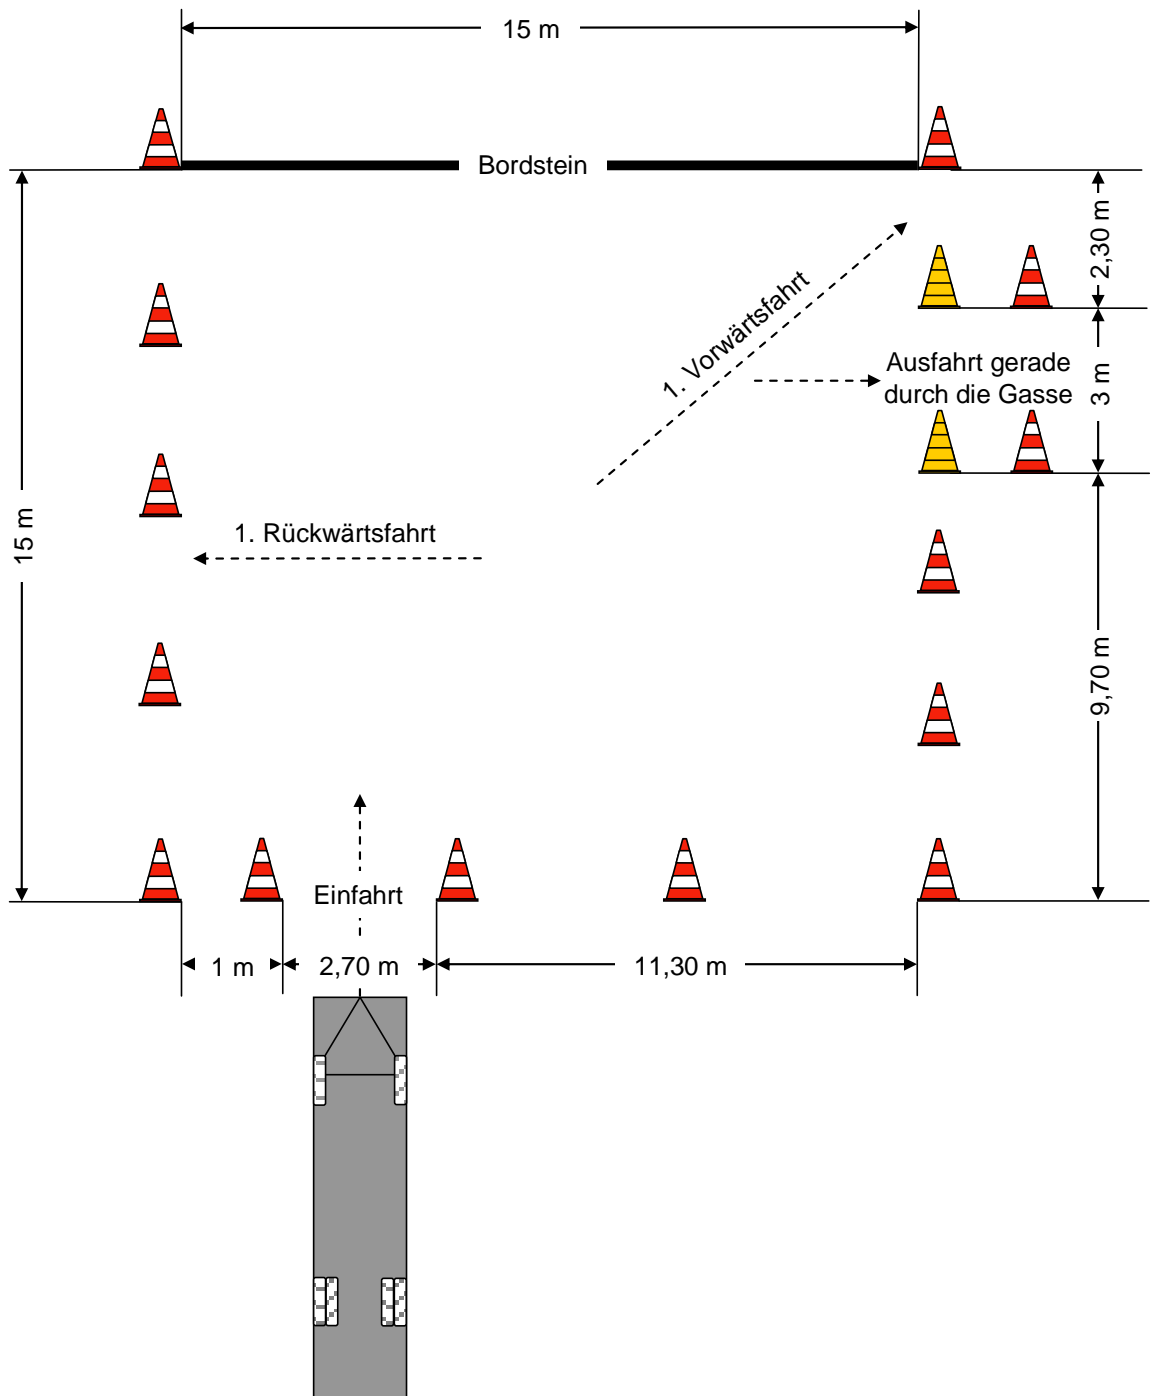 15 m
Bordstein
2,30 m
1. Vorwärtsfahrt
Ausfahrt gerade
durch die Gasse
3 m
15 m
1. Rückwärtsfahrt
9,70 m
Einfahrt
1 m
2,70 m
11,30 m